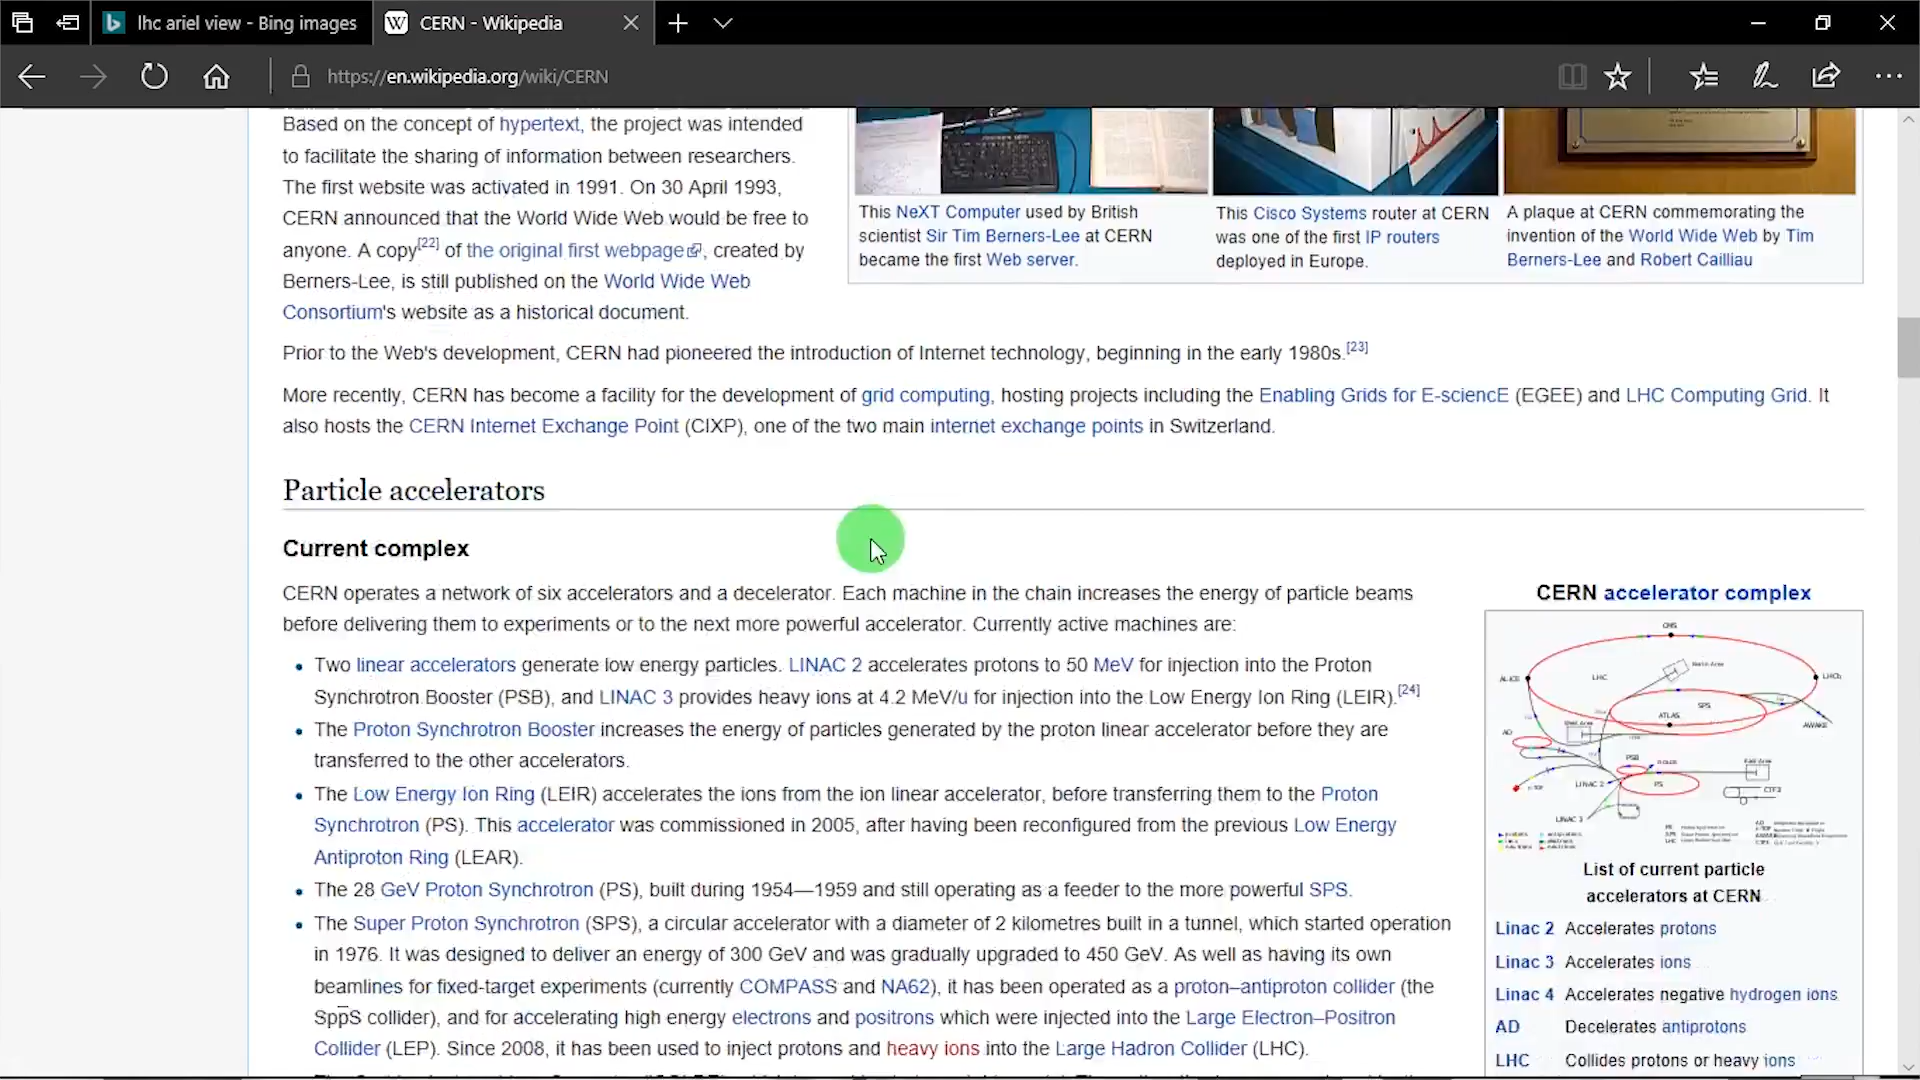 lhc ariel view - Bing images
CERN - Wikipedia
https://en.wikipedia.org/wiki/CERN
Based on the concept of hypertext, the project was intended
to facilitate the sharing of information between researchers.
The first website was activated in 1991. On 30 April 1993,
CERN announced that the World Wide Web would be free to
anyone. A copy[22] of the original first webpage, created by
Berners-Lee, is still published on the World Wide Web
Consortium's website as a historical document.
This NeXT Computer used by British
scientist Sir Tim Berners-Lee at CERN
became the first Web server.
This Cisco Systems router at CERN
was one of the first IP routers
deployed in Europe.
A plaque at CERN commemorating the
invention of the World Wide Web by Tim
Berners-Lee and Robert Cailliau
Prior to the Web's development, CERN had pioneered the introduction of Internet technology, beginning in the early 1980s.[23]
More recently, CERN has become a facility for the development of grid computing, hosting projects including the Enabling Grids for E-sciencE (EGEE) and LHC Computing Grid. It
also hosts the CERN Internet Exchange Point (CIXP), one of the two main internet exchange points in Switzerland.
Particle accelerators
Current complex
CERN operates a network of six accelerators and a decelerator. Each machine in the chain increases the energy of particle beams
before delivering them to experiments or to the next more powerful accelerator. Currently active machines are:
Two linear accelerators generate low energy particles. LINAC 2 accelerates protons to 50 MeV for injection into the Proton
Synchrotron Booster (PSB), and LINAC 3 provides heavy ions at 4.2 MeV/u for injection into the Low Energy Ion Ring (LEIR).[24]
The Proton Synchrotron Booster increases the energy of particles generated by the proton linear accelerator before they are
transferred to the other accelerators.
The Low Energy Ion Ring (LEIR) accelerates the ions from the ion linear accelerator, before transferring them to the Proton
Synchrotron (PS). This accelerator was commissioned in 2005, after having been reconfigured from the previous Low Energy
Antiproton Ring (LEAR).
The 28 GeV Proton Synchrotron (PS), built during 1954—1959 and still operating as a feeder to the more powerful SPS.
The Super Proton Synchrotron (SPS), a circular accelerator with a diameter of 2 kilometres built in a tunnel, which started operation
in 1976. It was designed to deliver an energy of 300 GeV and was gradually upgraded to 450 GeV. As well as having its own
beamlines for fixed-target experiments (currently COMPASS and NA62), it has been operated as a proton–antiproton collider (the
Spp̅S collider), and for accelerating high energy electrons and positrons which were injected into the Large Electron–Positron
Collider (LEP). Since 2008, it has been used to inject protons and heavy ions into the Large Hadron Collider (LHC).
CERN accelerator complex
CMS
North Area
ALICE
LHC
LHCb
SPS
ATLAS
AWAKE
West Area
AD
PSB
East Area
LINAC 2
PS
CTF3
LINAC 3
List of current particle
accelerators at CERN
Linac 2 Accelerates protons
Linac 3 Accelerates ions
Linac 4 Accelerates negative hydrogen ions
AD Decelerates antiprotons
LHC Collides protons or heavy ions